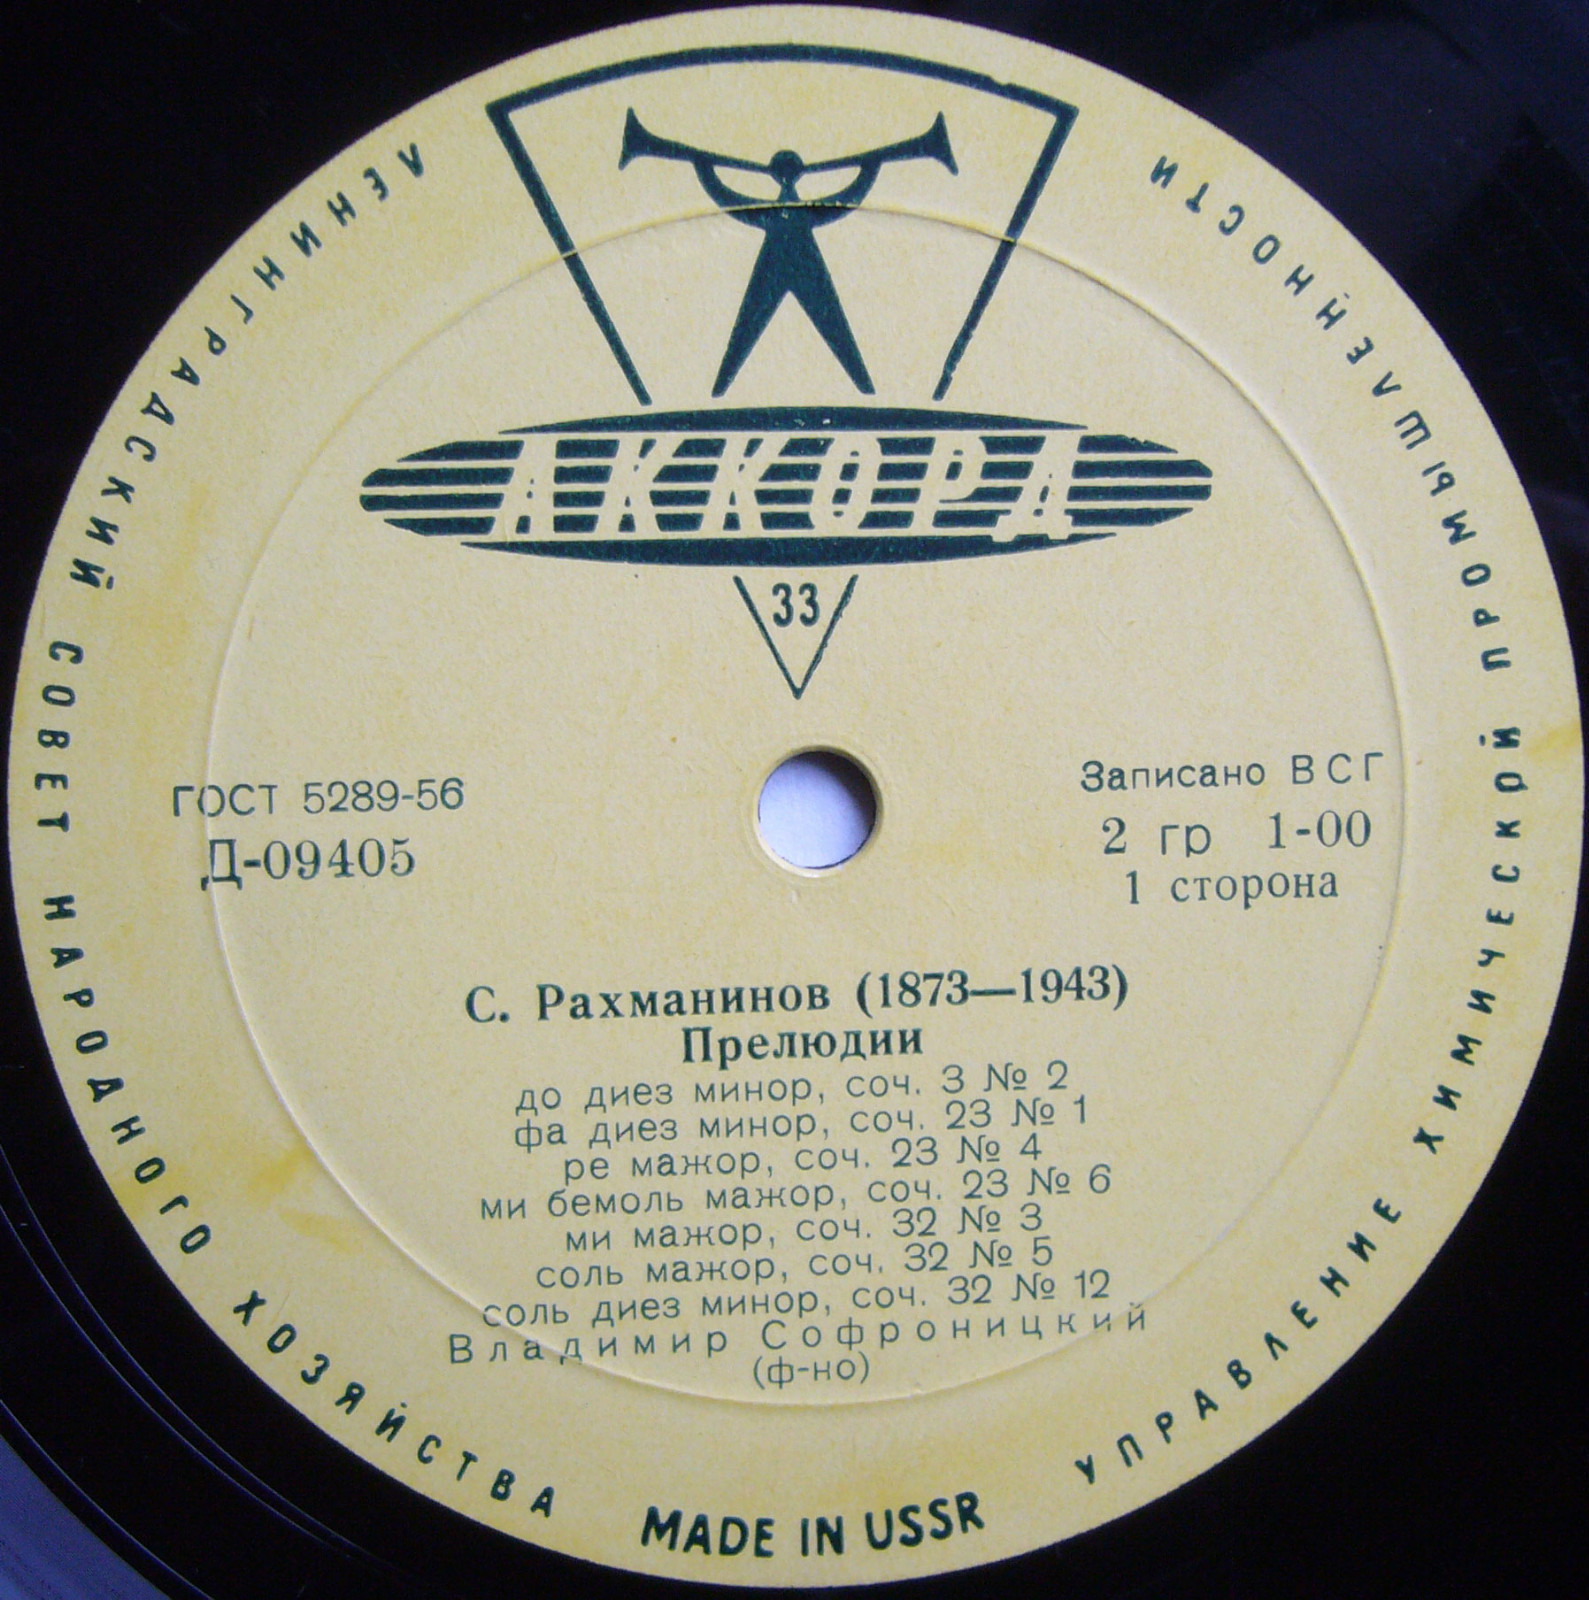 ЛЕНИНГРАДСКИЙ СОВЕТ НАРОДНОГО ХОЗЯЙСТВА
УПРАВЛЕНИЕ ХИМИЧЕСКОЙ ПРОМЫШЛЕННОСТИ
АККОРД
33
ГОСТ 5289-56
Д-09405
Записано ВСГ
2 гр 1-00
1 сторона
С. Рахманинов (1873—1943)
Прелюдии
до диез минор, соч. 3 № 2
фа диез минор, соч. 23 № 1
ре мажор, соч. 23 № 4
ми бемоль мажор, соч. 23 № 6
ми мажор, соч. 32 № 3
соль мажор, соч. 32 № 5
соль диез минор, соч. 32 № 12
Владимир Софроницкий
(ф-но)
MADE IN USSR